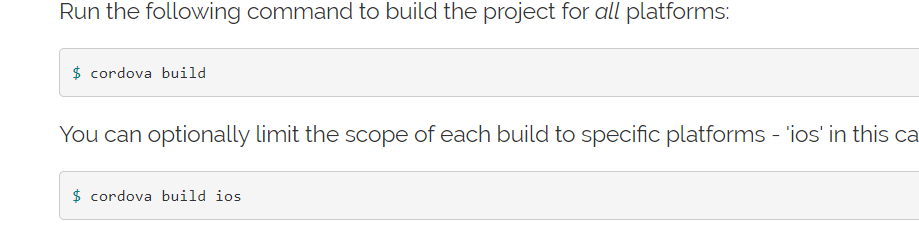 Run the following command to build the project for all platforms:
$ cordova build
You can optionally limit the scope of each build to specific platforms - 'ios' in this ca
$ cordova build ios